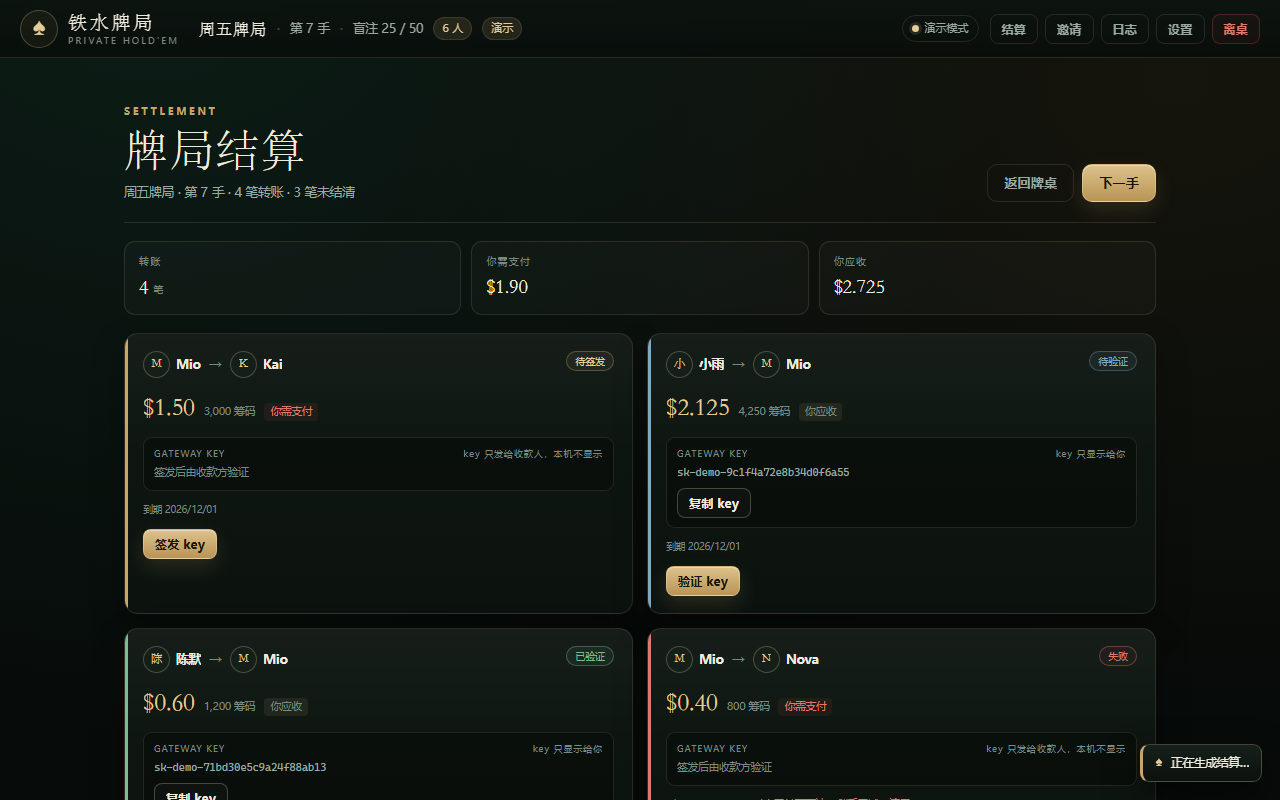 ♠ 铁水牌局
PRIVATE HOLD'EM
周五牌局 · 第 7 手 · 盲注 25 / 50 6 人 演示
演示模式 结算 邀请 日志 设置 离桌
SETTLEMENT
牌局结算
周五牌局 · 第 7 手 · 4 笔转账 · 3 笔未结清
返回牌桌 下一手
转账
4 笔
你需支付
$1.90
你应收
$2.725
M Mio → K Kai 待签发
$1.50 3,000 筹码 你需支付
GATEWAY KEY key 只发给收款人，本机不显示
签发后由收款方验证
到期 2026/12/01
签发 key
小 小雨 → M Mio 待验证
$2.125 4,250 筹码 你应收
GATEWAY KEY key 只显示给你
sk-demo-9c1f4a72e8b34d0f6a55
复制 key
到期 2026/12/01
验证 key
陈 陈默 → M Mio 已验证
$0.60 1,200 筹码 你应收
GATEWAY KEY key 只显示给你
sk-demo-71bd30e5c9a24f88ab13
复制 key
M Mio → N Nova 失败
$0.40 800 筹码 你需支付
GATEWAY KEY key 只发给收款人，本机不显示
签发后由收款方验证
♠ 正在生成结算…